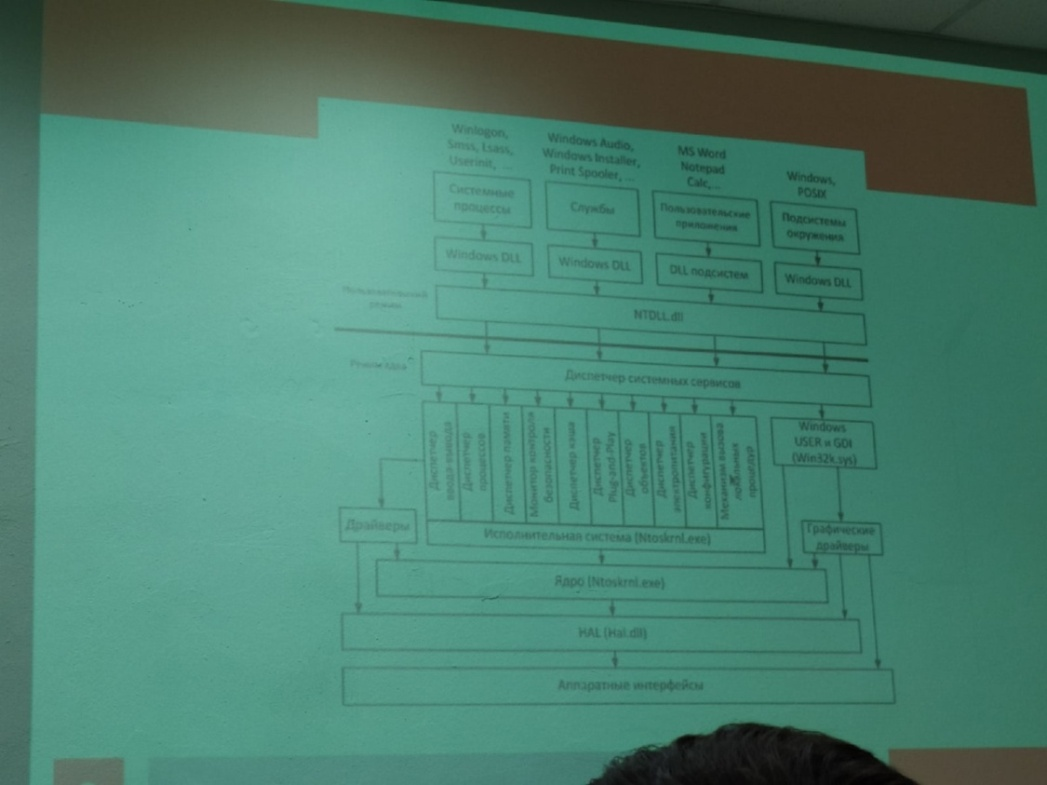 Winlogon,
Smss, Lsass,
Userinit, ...
Windows Audio,
Windows Installer,
Print Spooler, ...
MS Word
Notepad
Calc,...
Windows,
POSIX
Системные
процессы
Службы
Пользовательские
приложения
Подсистемы
окружения
Windows DLL
Windows DLL
DLL подсистем
Windows DLL
Пользовательский
режим
NTDLL.dll
Режим ядра
Диспетчер системных сервисов
Диспетчер
ввода-вывода
Диспетчер
процессов
Диспетчер памяти
Монитор контроля
безопасности
Диспетчер кэша
Диспетчер
Plug-and-Play
Диспетчер
объектов
Диспетчер
электропитания
Диспетчер
конфигурации
Механизм вызова
локальных
процедур
Windows
USER и GDI
(Win32k.sys)
Драйверы
Исполнительная система (Ntoskrnl.exe)
Графические
драйверы
Ядро (Ntoskrnl.exe)
HAL (Hal.dll)
Аппаратные интерфейсы